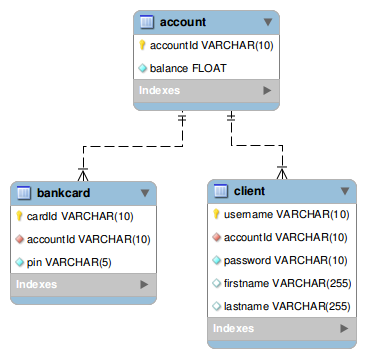 account
accountId VARCHAR(10)
balance FLOAT
Indexes
bankcard
cardId VARCHAR(10)
accountId VARCHAR(10)
pin VARCHAR(5)
Indexes
client
username VARCHAR(10)
accountId VARCHAR(10)
password VARCHAR(10)
firstname VARCHAR(255)
lastname VARCHAR(255)
Indexes